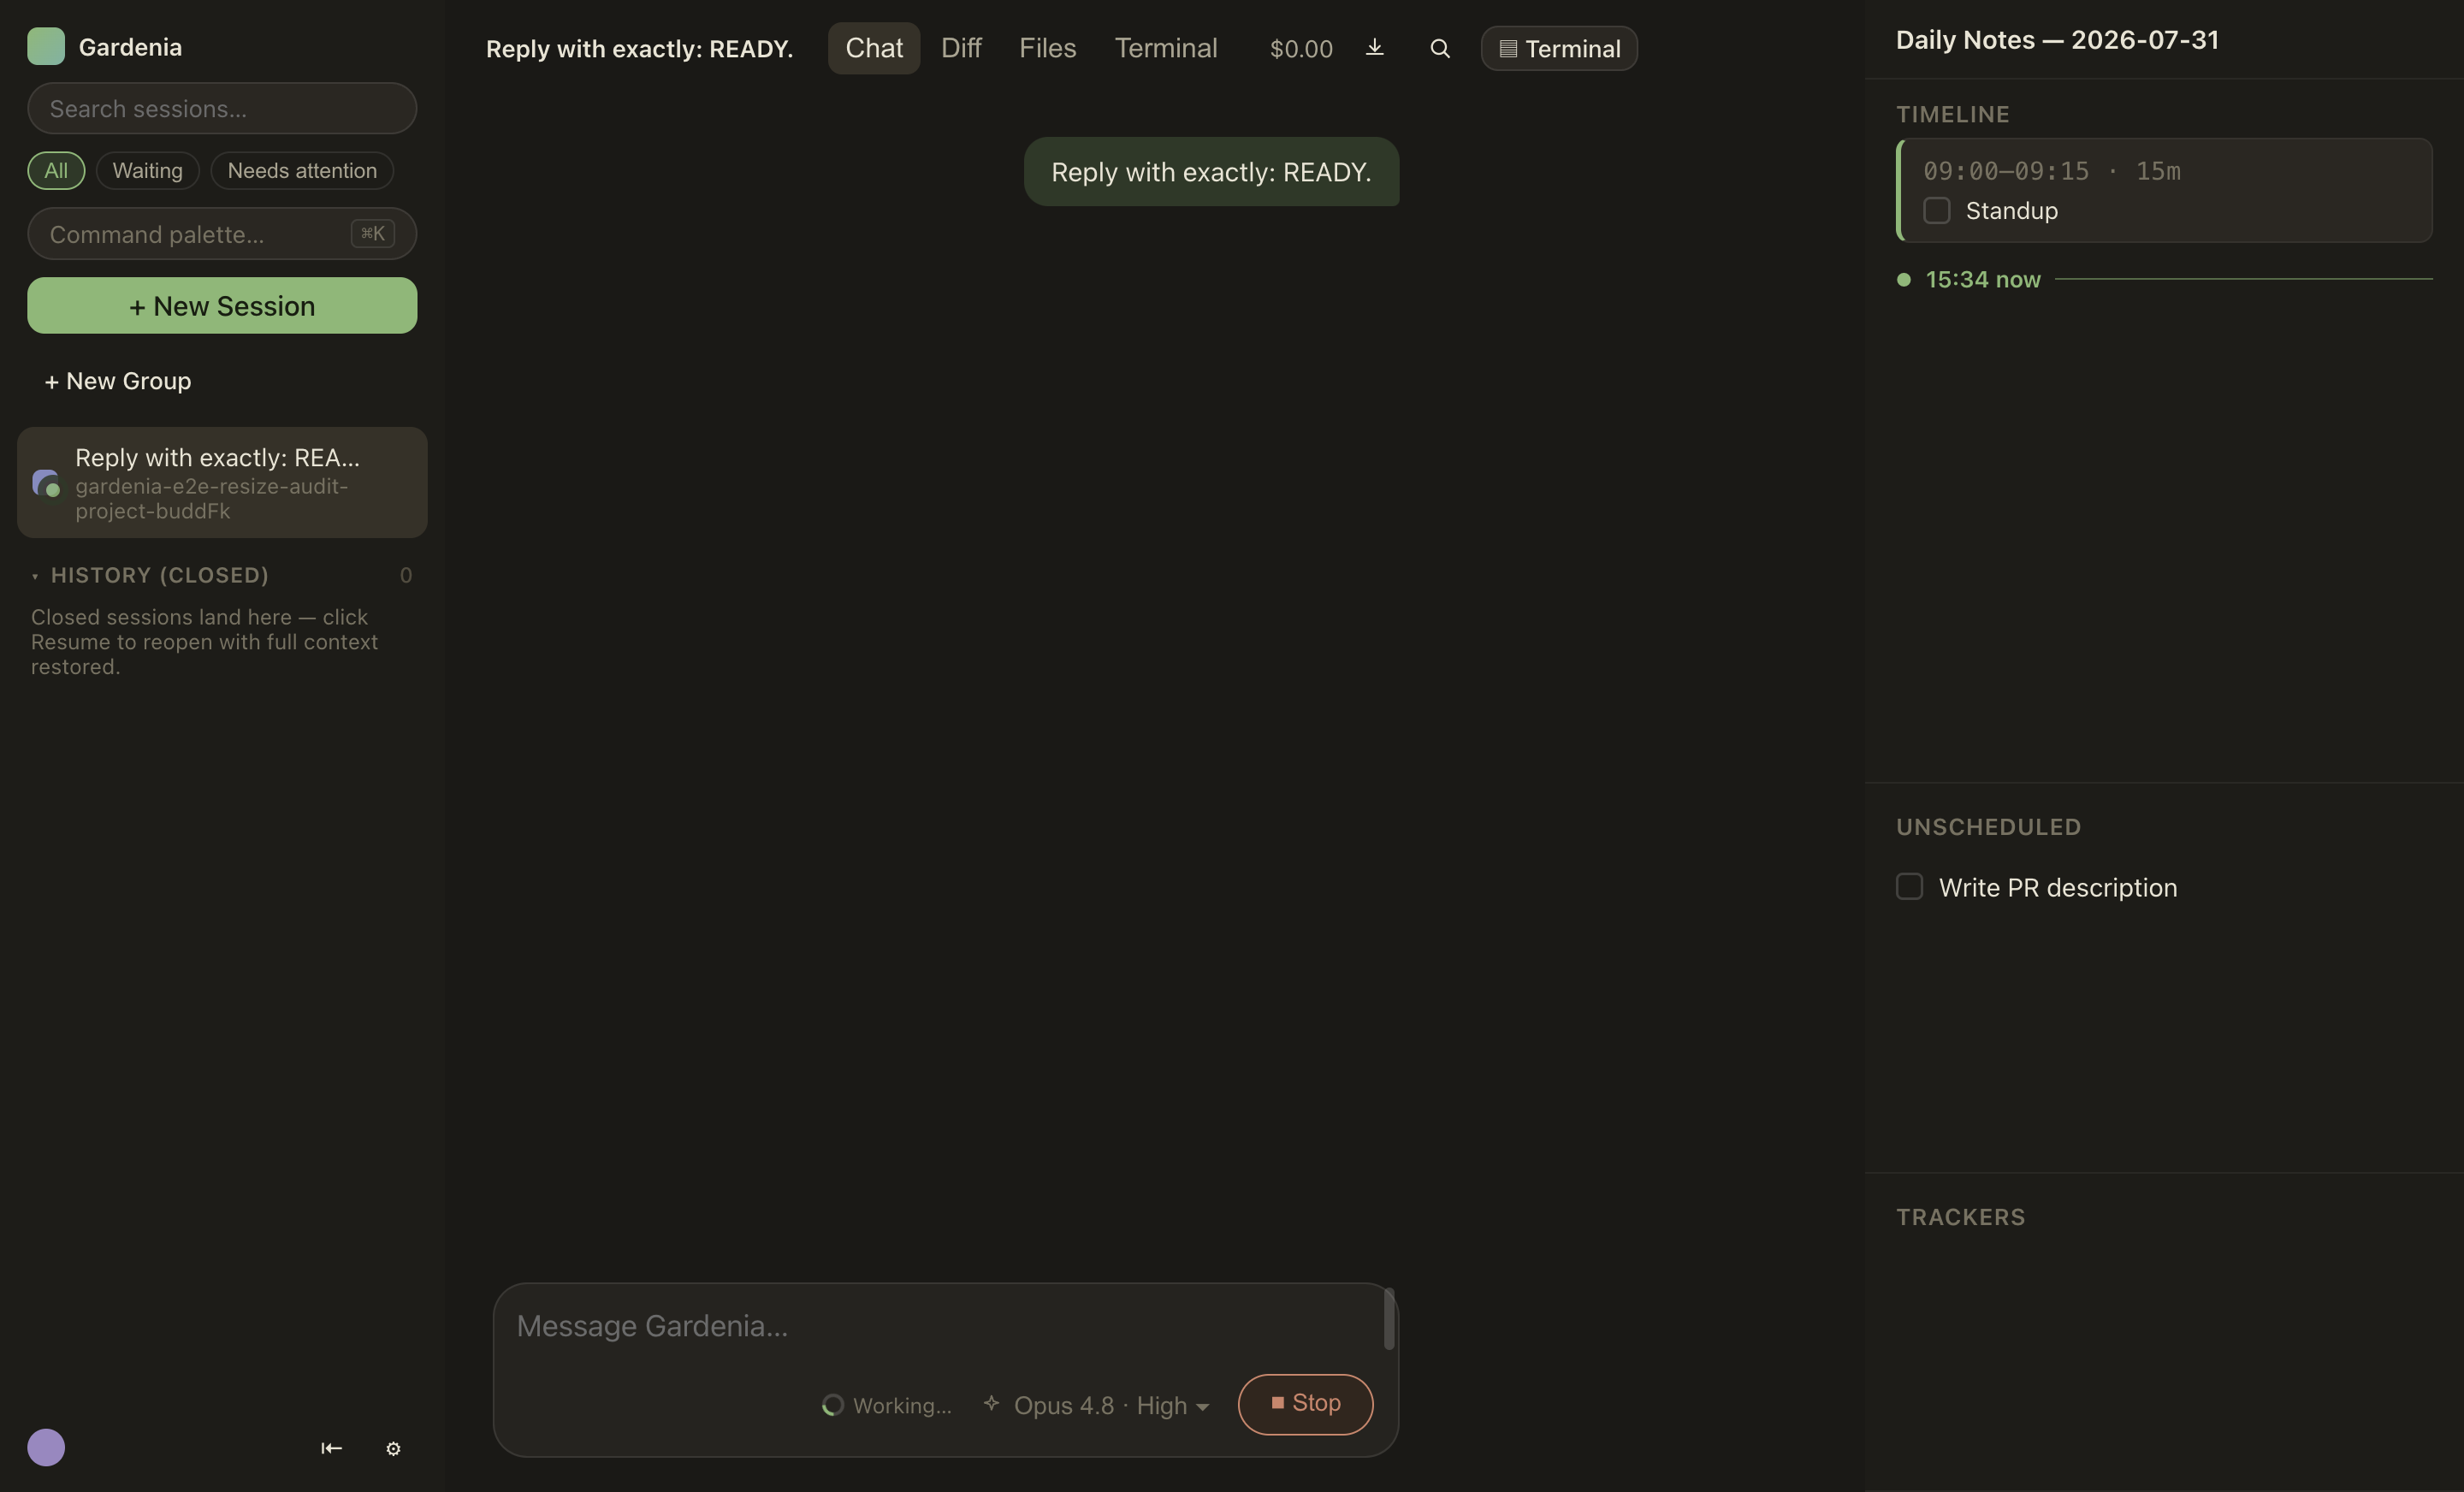 Gardenia
Search sessions...
All Waiting Needs attention
Command palette... ⌘K
+ New Session
+ New Group
Reply with exactly: REA...
gardenia-e2e-resize-audit-
project-buddFk
HISTORY (CLOSED) 0
Closed sessions land here — click
Resume to reopen with full context
restored.
Reply with exactly: READY. Chat Diff Files Terminal $0.00 Terminal
Reply with exactly: READY.
Message Gardenia...
Working... Opus 4.8 · High Stop
Daily Notes — 2026-07-31
TIMELINE
09:00–09:15 · 15m
Standup
15:34 now
UNSCHEDULED
Write PR description
TRACKERS